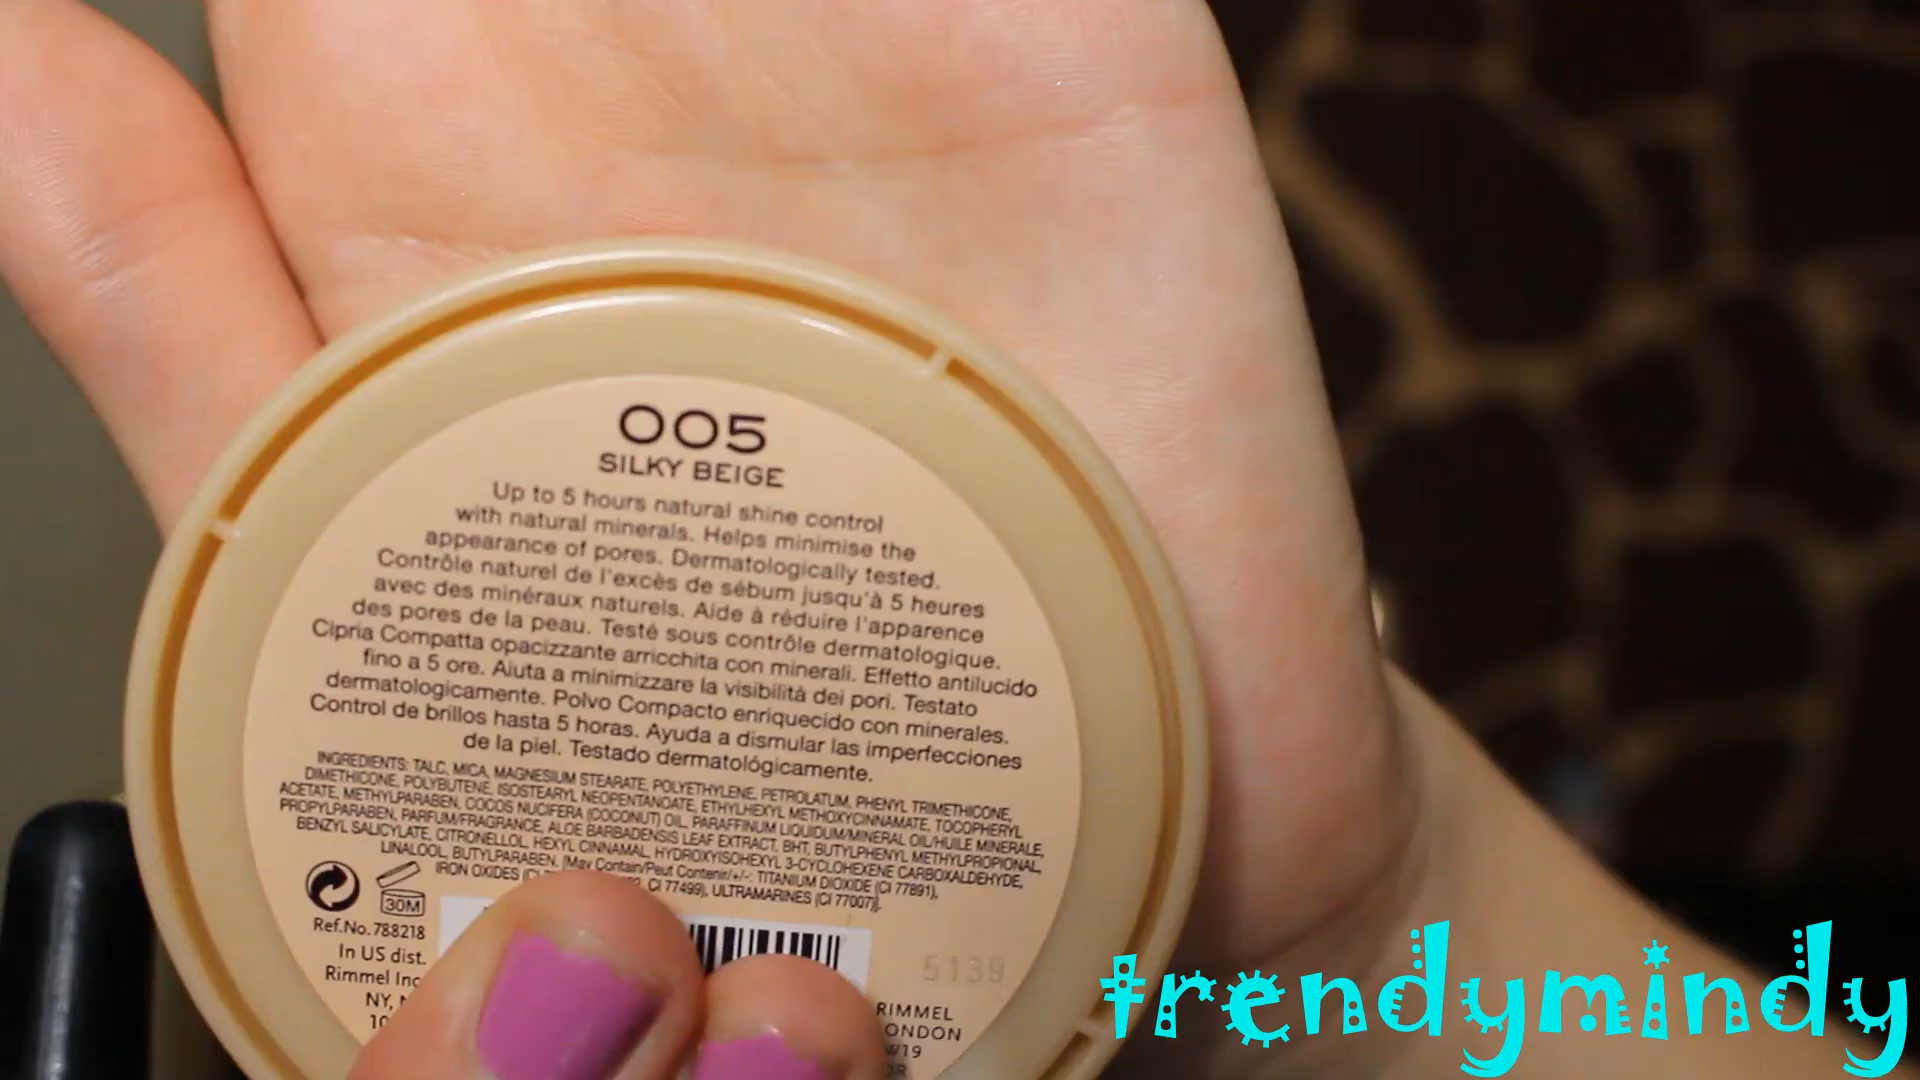 005
SILKY BEIGE
Up to 5 hours natural shine control
with natural minerals. Helps minimise the
appearance of pores. Dermatologically tested.
Contrôle naturel de l'excès de sébum jusqu'à 5 heures
avec des minéraux naturels. Aide à réduire l'apparence
des pores de la peau. Testé sous contrôle dermatologique.
Cipria Compatta opacizzante arricchita con minerali. Effetto antilucido
fino a 5 ore. Aiuta a minimizzare la visibilità dei pori. Testato
dermatologicamente. Polvo Compacto enriquecido con minerales.
Control de brillos hasta 5 horas. Ayuda a dismular las imperfecciones
de la piel. Testado dermatológicamente.
INGREDIENTS: TALC, MICA, MAGNESIUM STEARATE, POLYETHYLENE, PETROLATUM, PHENYL TRIMETHICONE,
DIMETHICONE, POLYBUTENE, ISOSTEARYL NEOPENTANOATE, ETHYLHEXYL METHOXYCINNAMATE, TOCOPHERYL
ACETATE, METHYLPARABEN, COCOS NUCIFERA (COCONUT) OIL, PARAFFINUM LIQUIDUM/MINERAL OIL/HUILE MINERALE,
PROPYLPARABEN, PARFUM/FRAGRANCE, ALOE BARBADENSIS LEAF EXTRACT, BHT, BUTYLPHENYL METHYLPROPIONAL,
BENZYL SALICYLATE, CITRONELLOL, HEXYL CINNAMAL, HYDROXYISOHEXYL 3-CYCLOHEXENE CARBOXALDEHYDE,
LINALOOL, BUTYLPARABEN. [May Contain/Peut Contenir/+/-: TITANIUM DIOXIDE (CI 77891),
IRON OXIDES (CI CI 77499), ULTRAMARINES (CI 77007)].
30M
Ref.No.788218
In US dist.
Rimmel Inc
NY,
10
5139
RIMMEL
ONDON
W19
trendymindy